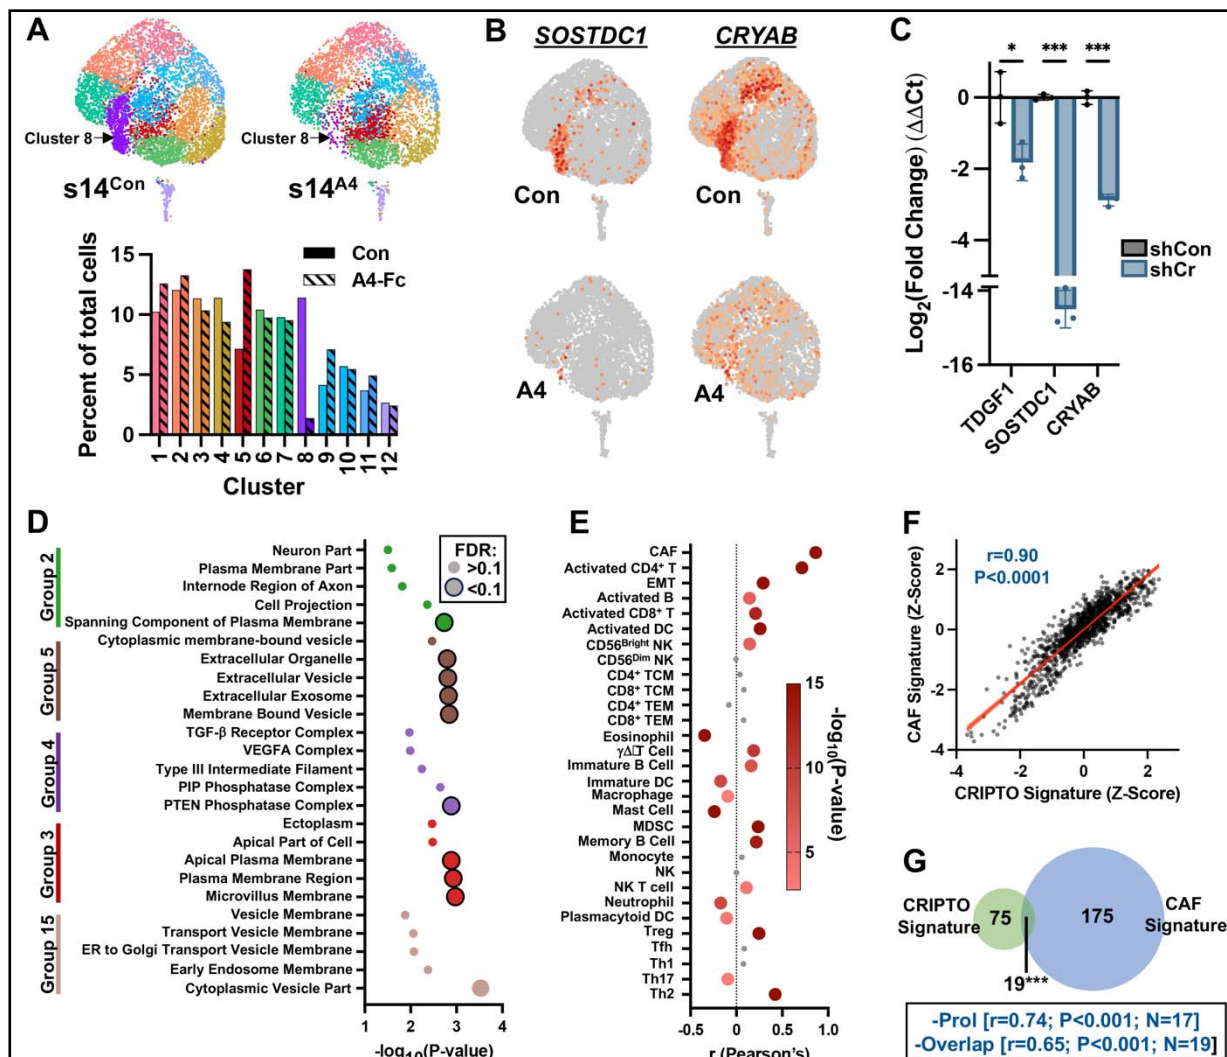 A
Cluster 8
Cluster 8
s14Con
s14A4
Percent of total cells
15
10
5
0
Con
A4-Fc
1 2 3 4 5 6 7 8 9 10 11 12
Cluster
B
SOSTDC1
CRYAB
Con
Con
A4
A4
C
* *** ***
Log2(Fold Change) (ΔΔCt)
0
-2
-4
-14
-16
shCon
shCr
TDGF1
SOSTDC1
CRYAB
D
Group 2
Neuron Part
Plasma Membrane Part
Internode Region of Axon
Cell Projection
Spanning Component of Plasma Membrane
Group 5
Cytoplasmic membrane-bound vesicle
Extracellular Organelle
Extracellular Vesicle
Extracellular Exosome
Membrane Bound Vesicle
Group 4
TGF-β Receptor Complex
VEGFA Complex
Type III Intermediate Filament
PIP Phosphatase Complex
PTEN Phosphatase Complex
Group 3
Ectoplasm
Apical Part of Cell
Apical Plasma Membrane
Plasma Membrane Region
Microvillus Membrane
Group 15
Vesicle Membrane
Transport Vesicle Membrane
ER to Golgi Transport Vesicle Membrane
Early Endosome Membrane
Cytoplasmic Vesicle Part
FDR:
>0.1
<0.1
1 2 3 4
-log10(P-value)
E
CAF
Activated CD4+ T
EMT
Activated B
Activated CD8+ T
Activated DC
CD56Bright NK
CD56Dim NK
CD4+ TCM
CD8+ TCM
CD4+ TEM
CD8+ TEM
Eosinophil
γΔ□T Cell
Immature B Cell
Immature DC
Macrophage
Mast Cell
MDSC
Memory B Cell
Monocyte
NK
NK T cell
Neutrophil
Plasmacytoid DC
Treg
Tfh
Th1
Th17
Th2
-0.5 0 0.5 1.0
r (Pearson's)
15
10
5
-log10(P-value)
F
r=0.90
P<0.0001
CAF Signature (Z-Score)
2
0
-2
-4
-4 -2 0 2
CRIPTO Signature (Z-Score)
G
CRIPTO
Signature
75
175
CAF
Signature
19***
-Prol [r=0.74; P<0.001; N=17]
-Overlap [r=0.65; P<0.001; N=19]